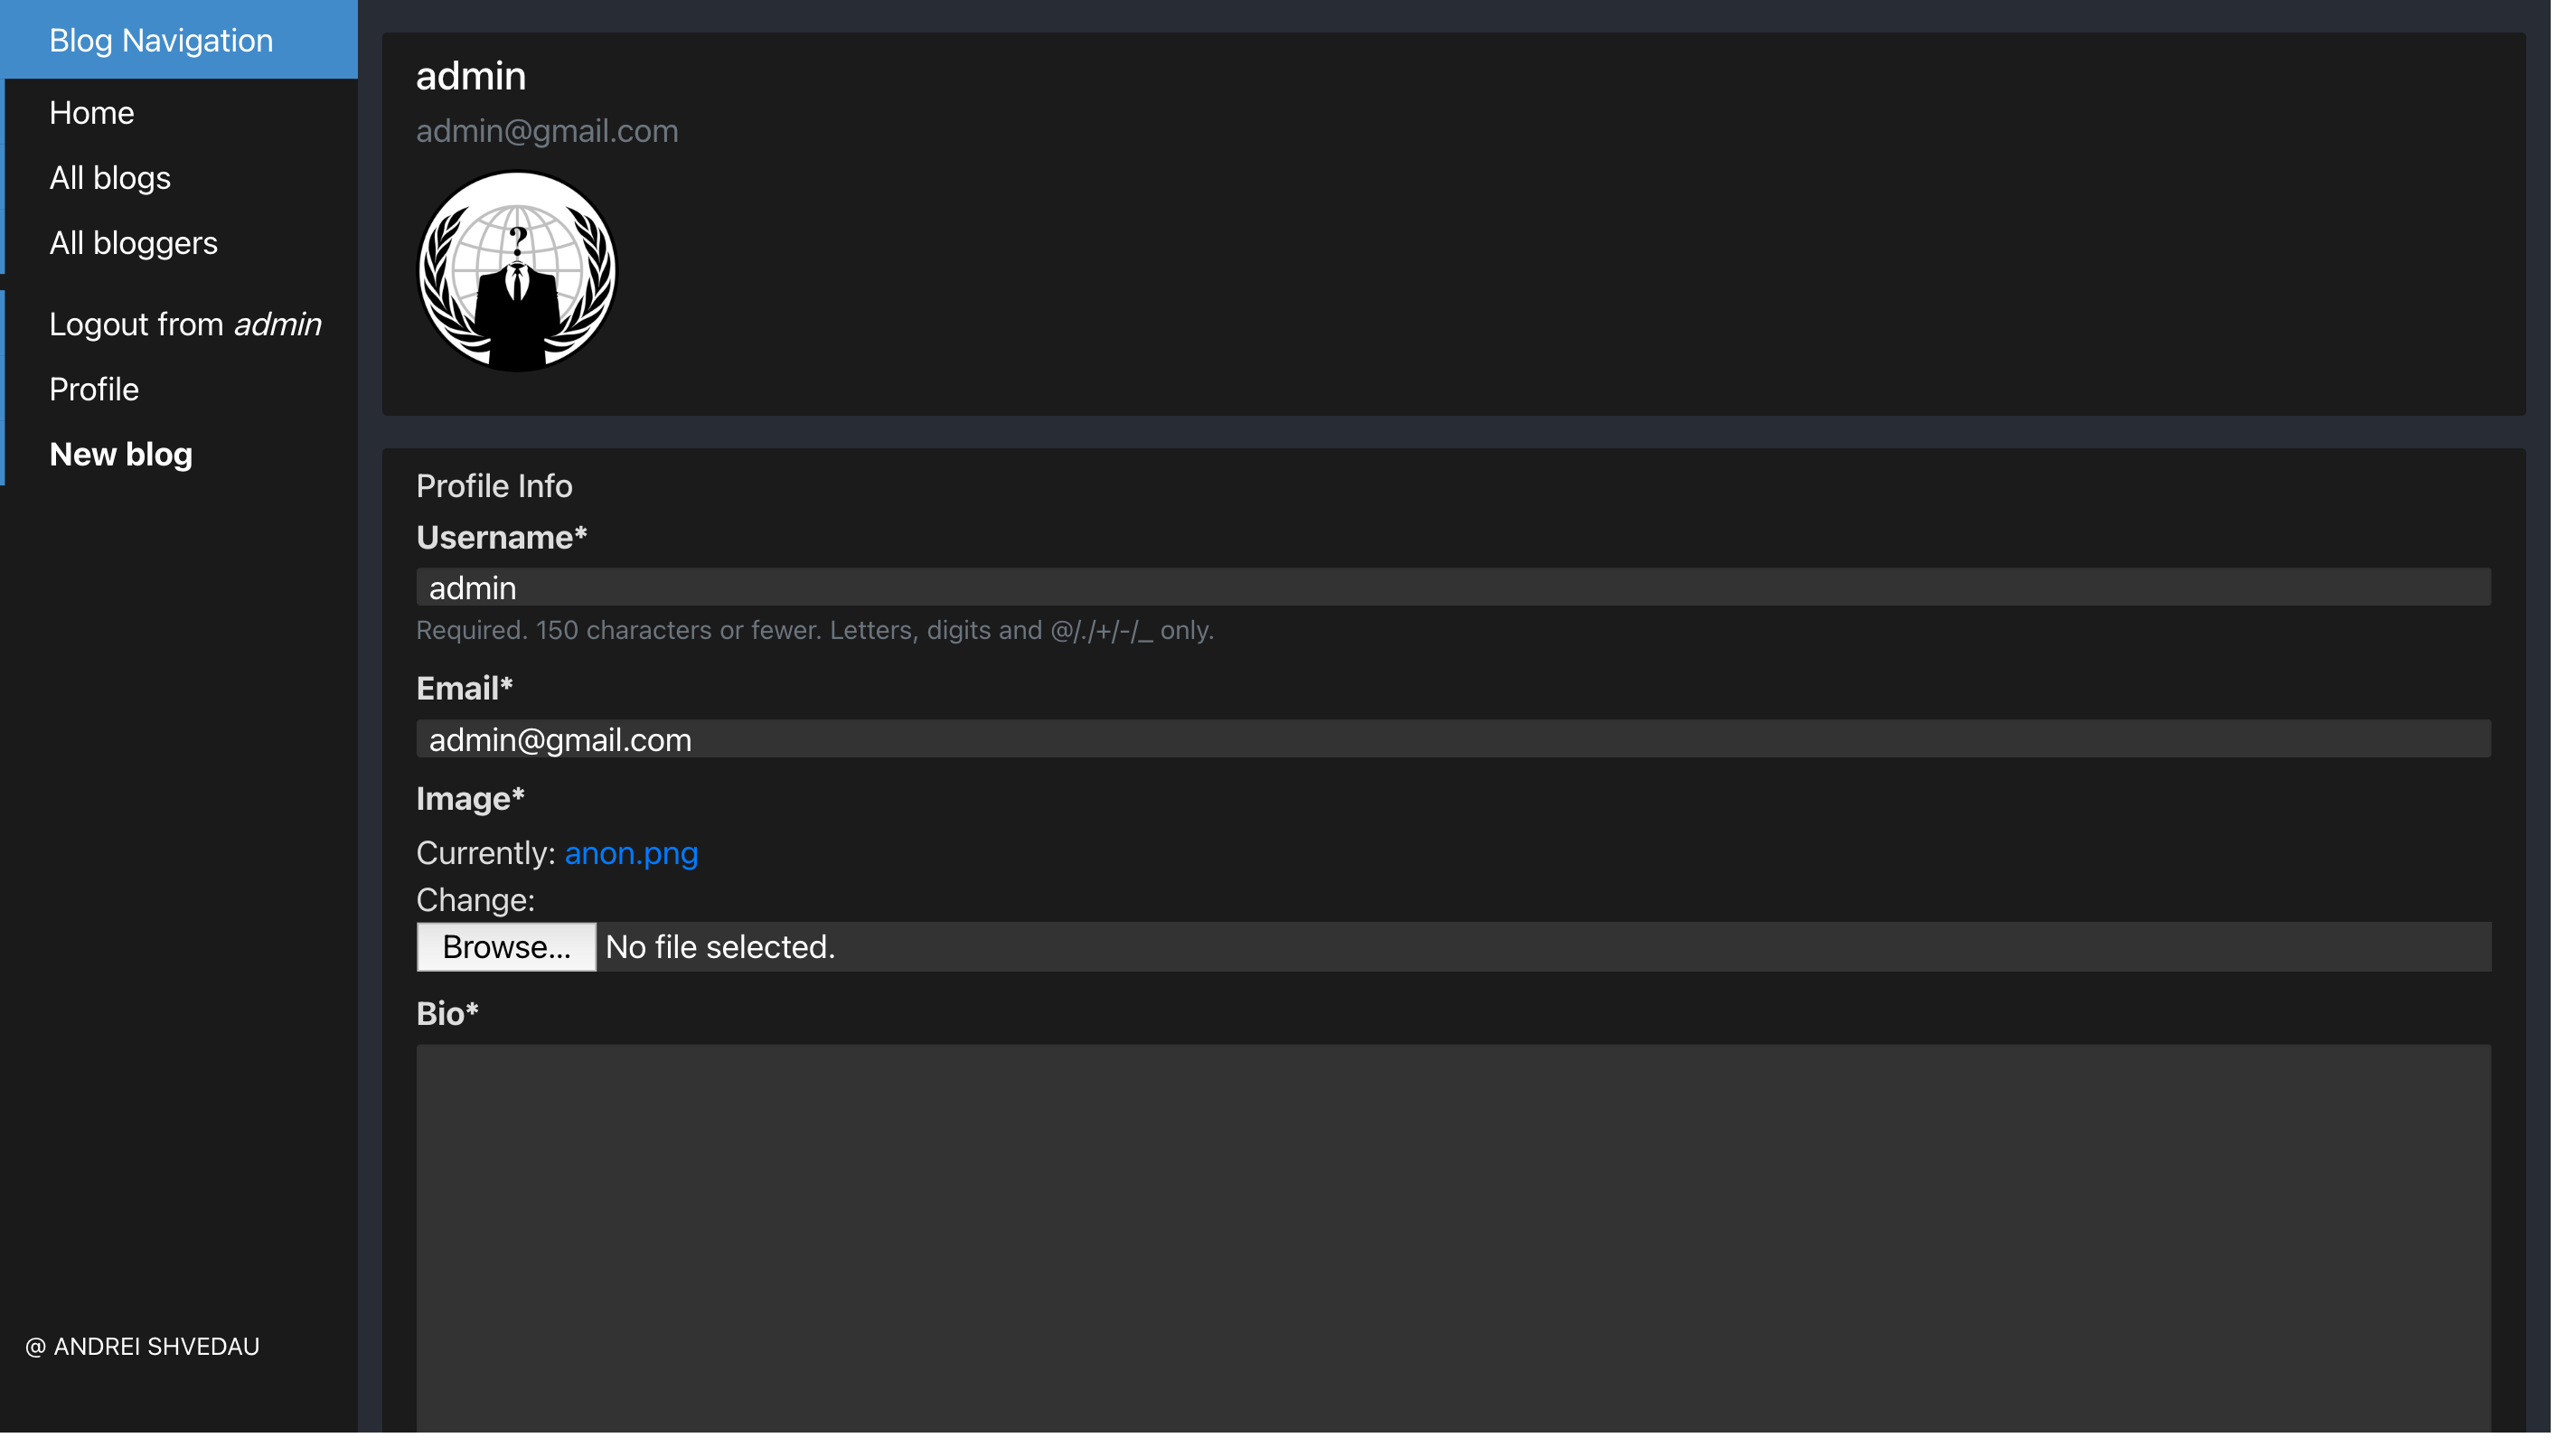 Blog Navigation
Home
All blogs
All bloggers
Logout from admin
Profile
New blog
@ ANDREI SHVEDAU
admin
admin@gmail.com
?
Profile Info
Username*
admin
Required. 150 characters or fewer. Letters, digits and @/./+/-/_ only.
Email*
admin@gmail.com
Image*
Currently: anon.png
Change:
Browse... No file selected.
Bio*